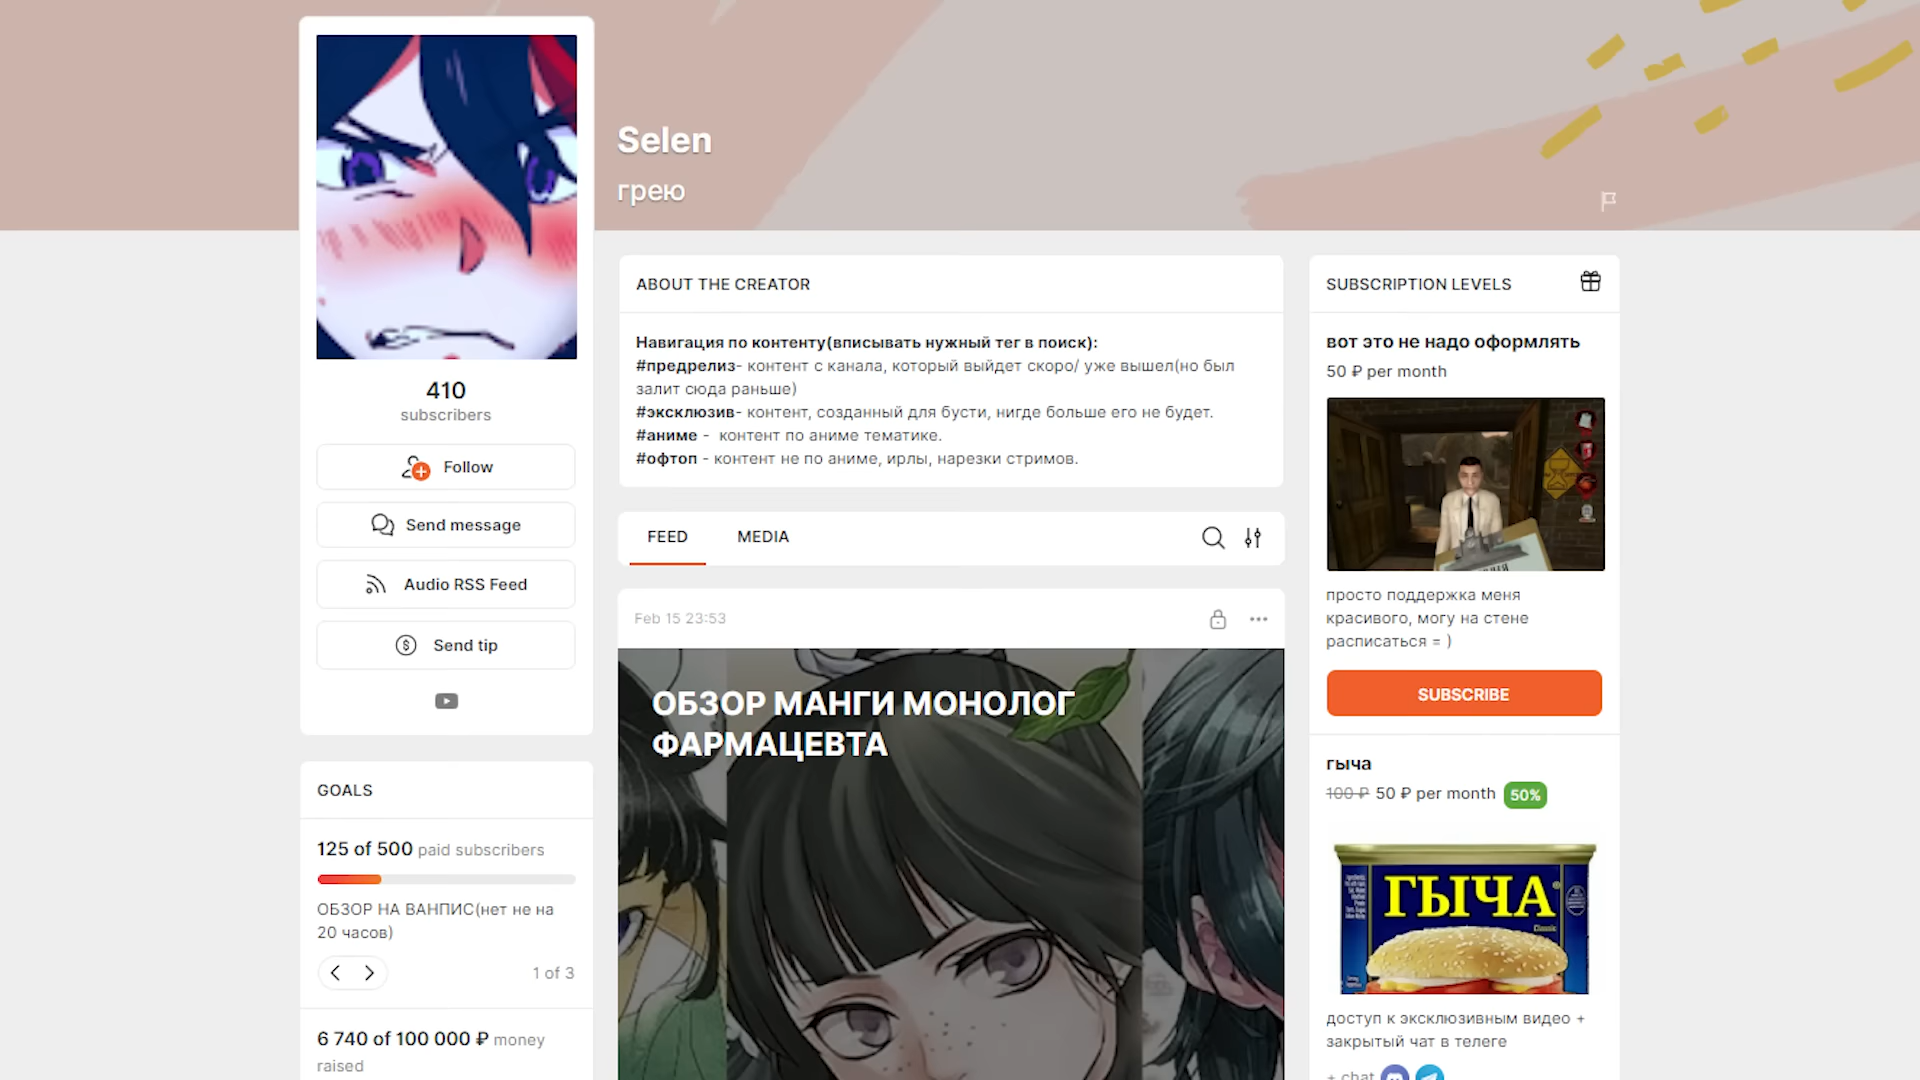 Selen
грею
410
subscribers
Follow
Send message
Audio RSS Feed
Send tip
GOALS
125 of 500 paid subscribers
ОБЗОР НА ВАНПИС(нет не на
20 часов)
1 of 3
6 740 of 100 000 ₽ money
raised
ABOUT THE CREATOR
Навигация по контенту(вписывать нужный тег в поиск):
#предрелиз- контент с канала, который выйдет скоро/ уже вышел(но был
залит сюда раньше)
#эксклюзив- контент, созданный для бусти, нигде больше его не будет.
#аниме - контент по аниме тематике.
#офтоп - контент не по аниме, ирлы, нарезки стримов.
FEED MEDIA
Feb 15 23:53
ОБЗОР МАНГИ МОНОЛОГ
ФАРМАЦЕВТА
SUBSCRIPTION LEVELS
вот это не надо оформлять
50 ₽ per month
просто поддержка меня
красивого, могу на стене
расписаться = )
SUBSCRIBE
гыча
100 ₽ 50 ₽ per month 50%
ГЫЧА
Classic
доступ к эксклюзивным видео +
закрытый чат в телеге
+ chat